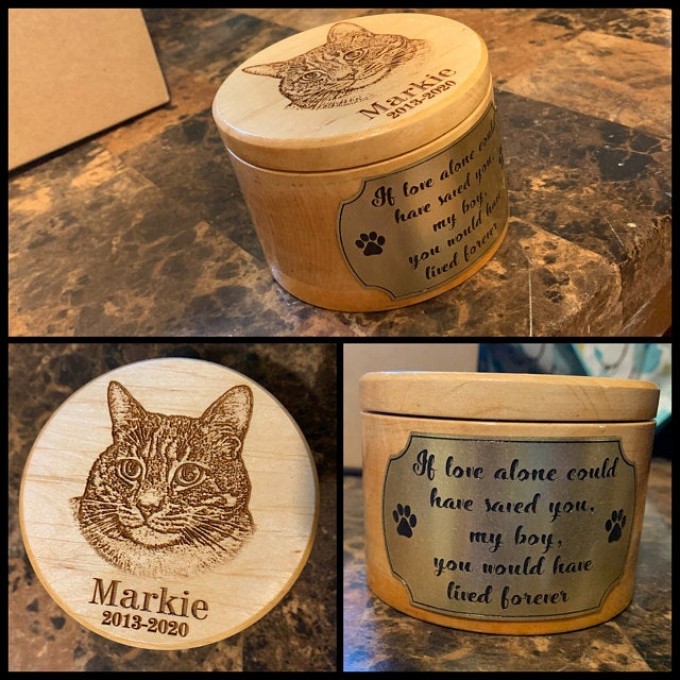 Markie
2013-2020
If love alone could
have saved you,
my boy,
you would have
lived forever
Markie
2013-2020
If love alone could
have saved you,
my boy,
you would have
lived forever